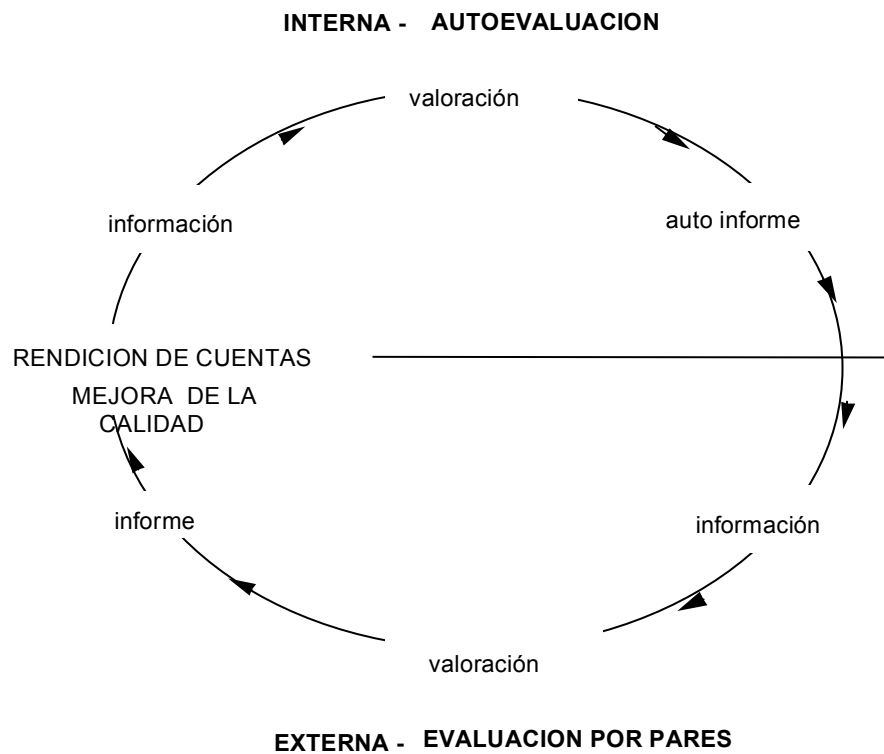 INTERNA - AUTOEVALUACION
valoración
información
auto informe
RENDICION DE CUENTAS
MEJORA DE LA
CALIDAD
informe
información
valoración
EXTERNA - EVALUACION POR PARES